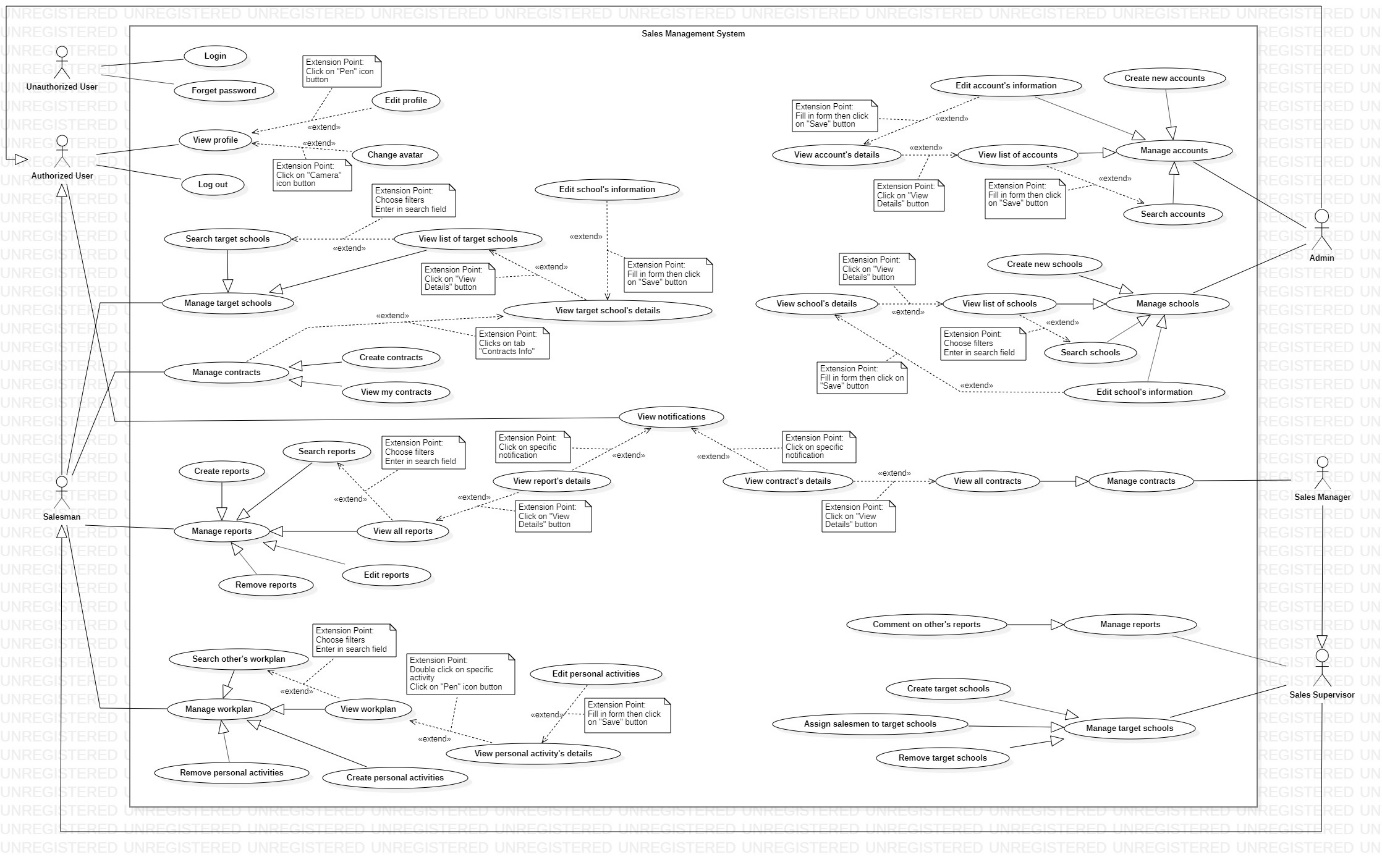 Sales Management System
Unauthorized User
Login
Forget password
Extension Point:
Click on "Pen" icon
button
Edit profile
«extend»
View profile
Authorized User
«extend»
Change avatar
Extension Point:
Click on "Camera"
icon button
Log out
Extension Point:
Choose filters
Enter in search field
Edit school's information
Search target schools
«extend»
View list of target schools
«extend»
Extension Point:
Click on "View
Details" button
«extend»
Extension Point:
Fill in form then click
on "Save" button
Manage target schools
View target school's details
«extend»
Extension Point:
Clicks on tab
"Contracts Info"
Manage contracts
Create contracts
View my contracts
View notifications
Extension Point:
Click on specific
notification
«extend»
«extend»
Extension Point:
Click on specific
notification
Search reports
Extension Point:
Choose filters
Enter in search field
Create reports
«extend»
«extend»
View report's details
Extension Point:
Click on "View
Details" button
Salesman
Manage reports
View all reports
Remove reports
Edit reports
View contract's details
«extend»
View all contracts
Manage contracts
Extension Point:
Click on "View
Details" button
Sales Manager
Extension Point:
Choose filters
Enter in search field
Search other's workplan
«extend»
Extension Point:
Double click on specific
activity
Click on "Pen" icon button
Edit personal activities
Manage workplan
View workplan
«extend»
Extension Point:
Fill in form then click
on "Save" button
«extend»
View personal activity's details
Remove personal activities
Create personal activities
Edit account's information
Create new accounts
Extension Point:
Fill in form then click
on "Save" button
«extend»
View account's details
«extend»
View list of accounts
Manage accounts
Extension Point:
Click on "View
Details" button
Extension Point:
Fill in form then click
on "Save" button
«extend»
Search accounts
Admin
Extension Point:
Click on "View
Details" button
Create new schools
View school's details
«extend»
View list of schools
Manage schools
Extension Point:
Choose filters
Enter in search field
«extend»
Search schools
Extension Point:
Fill in form then click on
"Save" button
«extend»
Edit school's information
Comment on other's reports
Manage reports
Sales Supervisor
Create target schools
Assign salesmen to target schools
Manage target schools
Remove target schools
UNREGISTERED